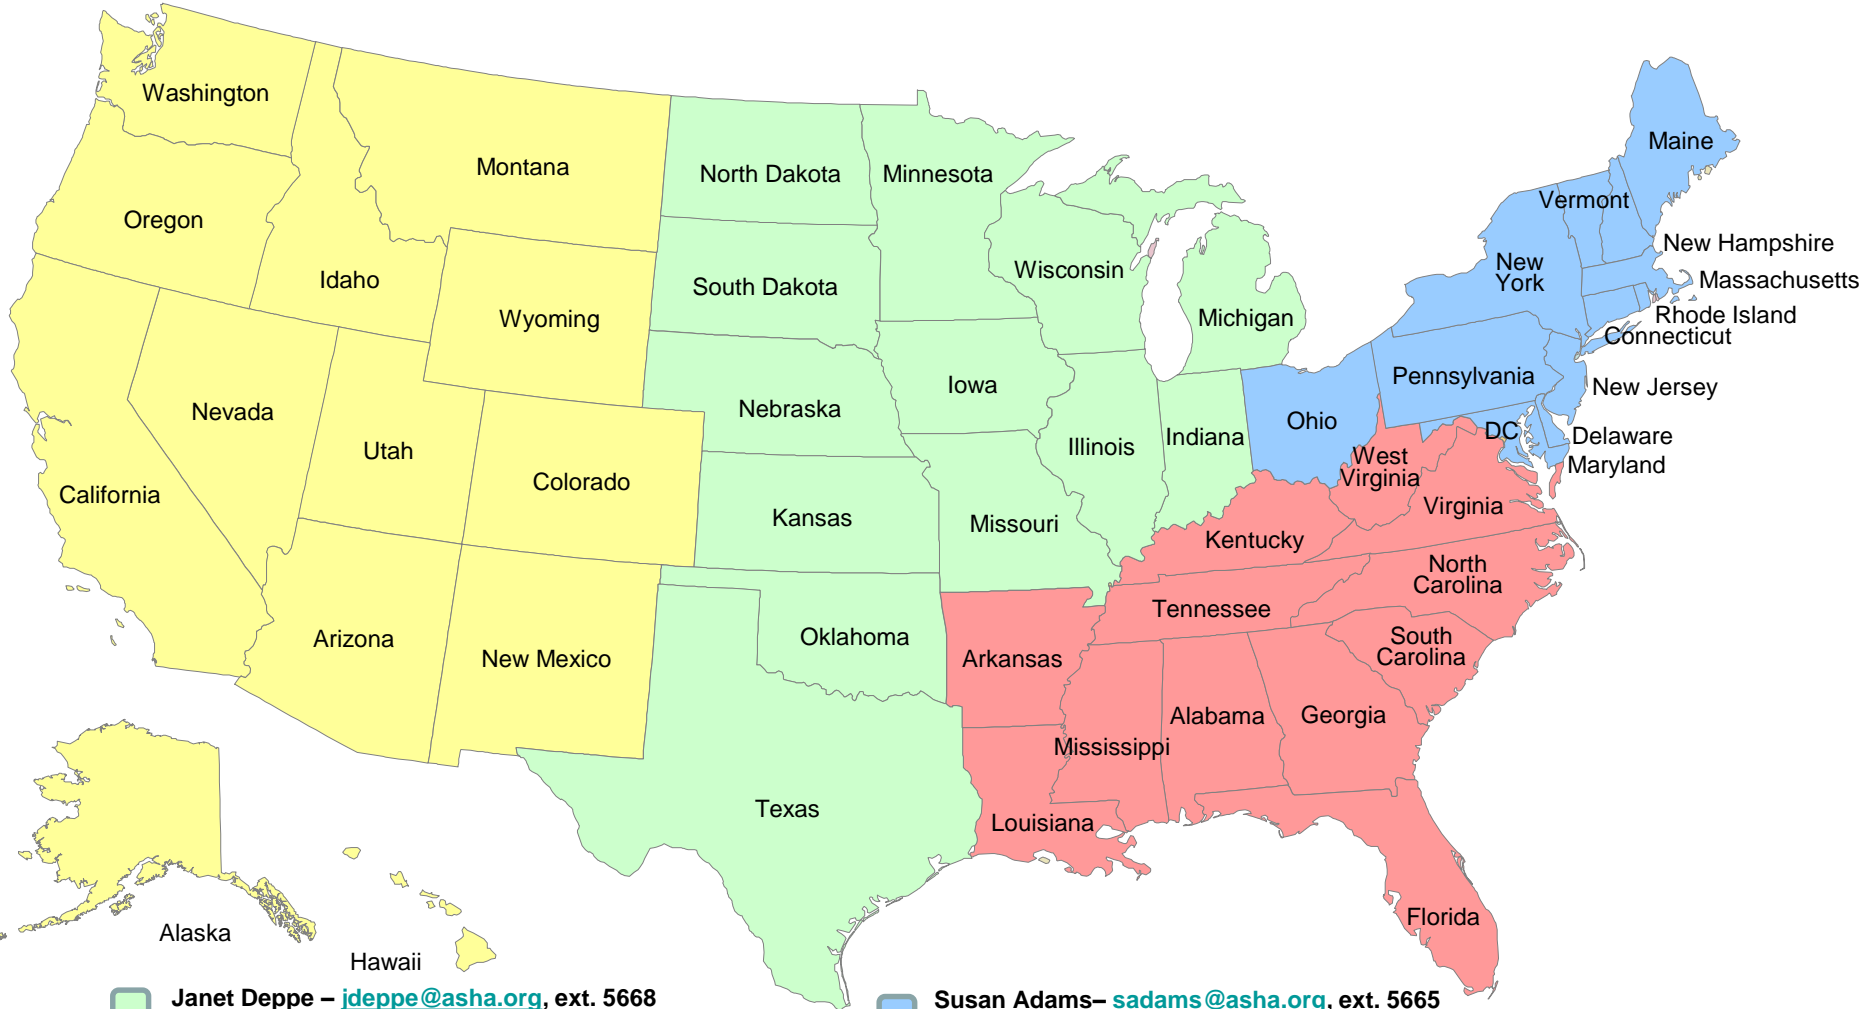 Washington
Montana
North Dakota
Minnesota
Maine
Oregon
Vermont
Idaho
South Dakota
Wisconsin
New Hampshire
New
York
Massachusetts
Wyoming
Michigan
Rhode Island
Connecticut
Nevada
Nebraska
Iowa
Pennsylvania
New Jersey
Utah
Illinois
Indiana
Ohio
DC
Delaware
California
Colorado
West
Virginia
Maryland
Kansas
Missouri
Virginia
Kentucky
North
Carolina
Arizona
New Mexico
Oklahoma
Arkansas
Tennessee
South
Carolina
Alabama
Georgia
Mississippi
Texas
Louisiana
Florida
Alaska
Hawaii
Janet Deppe – jdeppe@asha.org, ext. 5668
Susan Adams– sadams@asha.org, ext. 5665